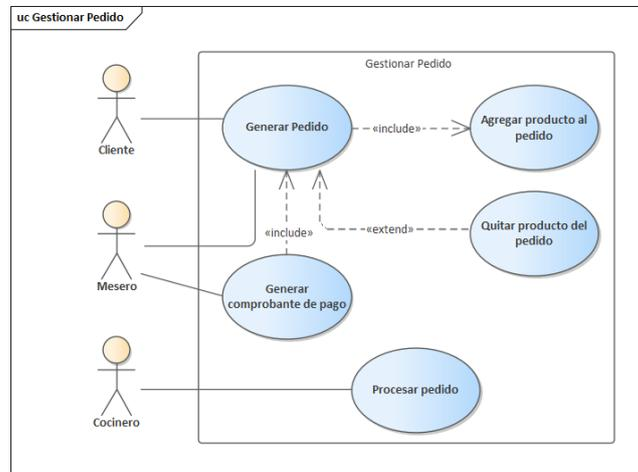 uc Gestionar Pedido
Gestionar Pedido
Cliente
Generar Pedido
«include»
Agregar producto al
pedido
Mesero
«include»
«extend»
Quitar producto del
pedido
Generar
comprobante de pago
Cocinero
Procesar pedido